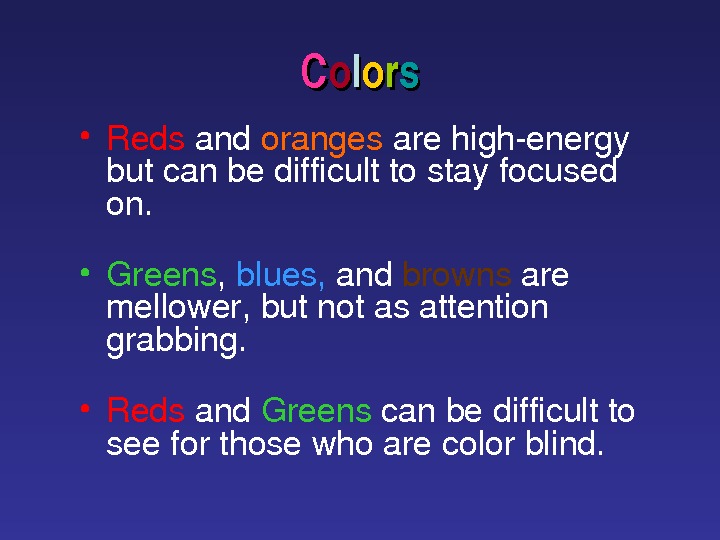 Colors
• Reds and oranges are high-energy
but can be difficult to stay focused
on.
• Greens, blues, and browns are
mellower, but not as attention
grabbing.
• Reds and Greens can be difficult to
see for those who are color blind.